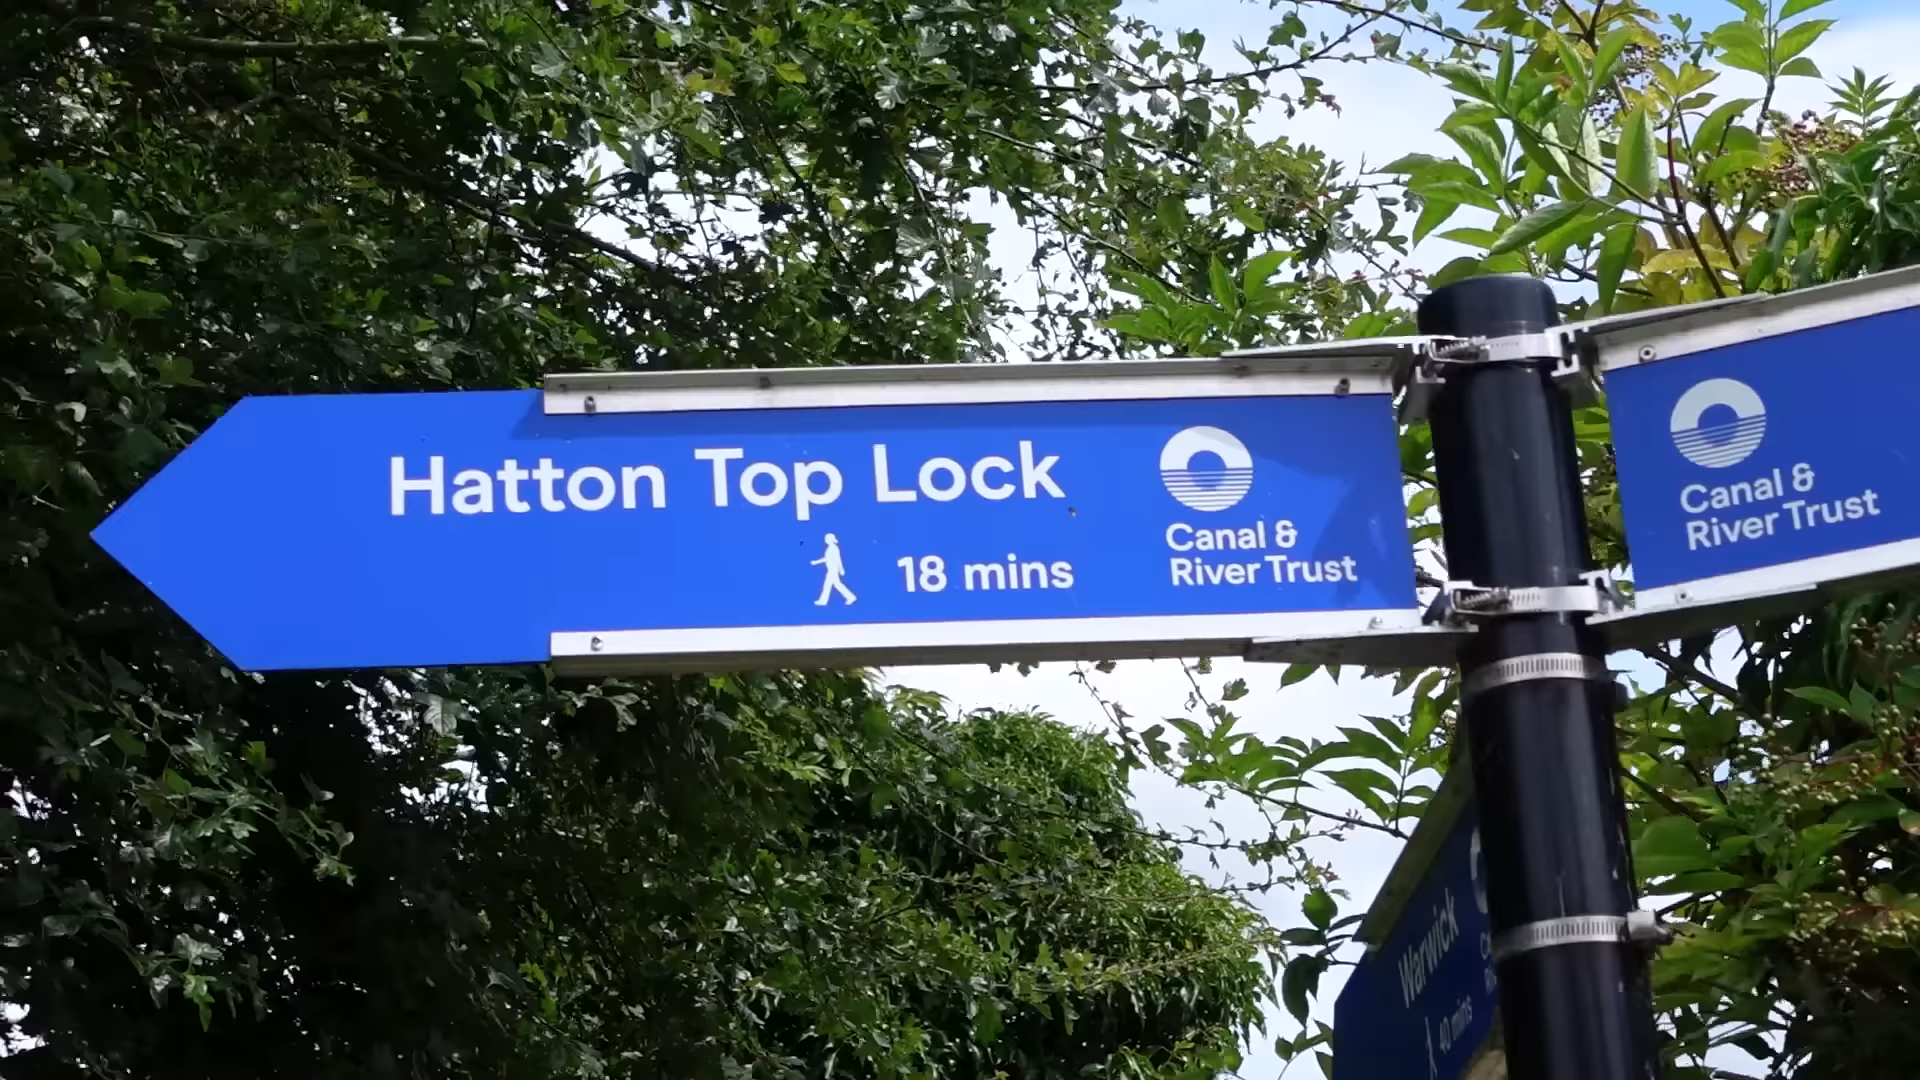 Hatton Top Lock
18 mins
Canal &
River Trust
Canal &
River Trust
Warwick
40 mins